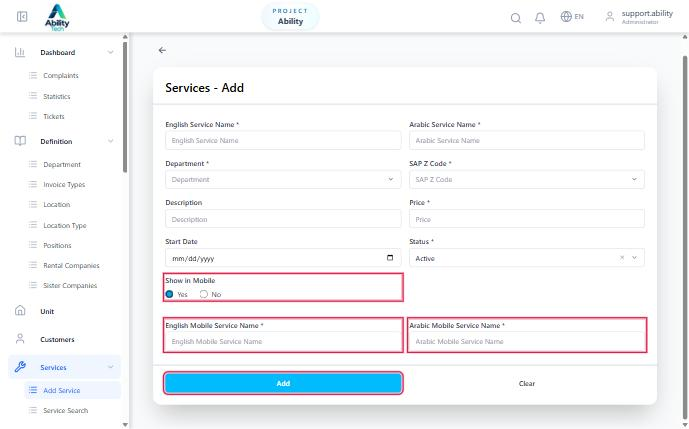 Ability
Tech
PROJECT
Ability
EN
support.ability
Administrator
Dashboard
Complaints
Statistics
Tickets
Definition
Department
Invoice Types
Location
Location Type
Positions
Rental Companies
Sister Companies
Unit
Customers
Services
Add Service
Service Search
Services - Add
English Service Name *
Arabic Service Name *
English Service Name
Arabic Service Name
Department *
SAP Z Code *
Department
SAP Z Code
Description
Price *
Description
Price
Start Date
Status *
mm/dd/yyyy
Active
Show in Mobile
Yes No
English Mobile Service Name *
Arabic Mobile Service Name *
English Mobile Service Name
Arabic Mobile Service Name
Add
Clear